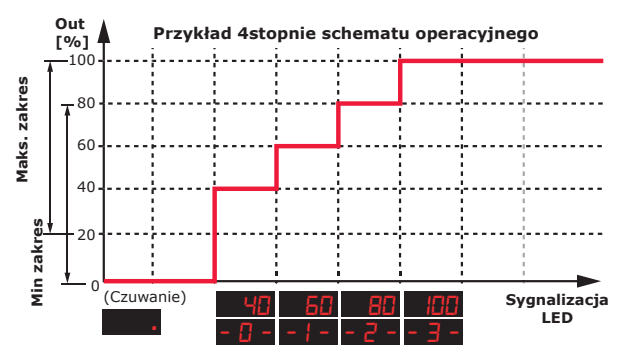 Out
[%]
Przykład 4stopnie schematu operacyjnego
100
80
60
40
20
0
Maks. zakres
Min zakres
(Czuwanie)
.
40 60 80 100
- 0 - - 1 - - 2 - - 3 -
Sygnalizacja
LED